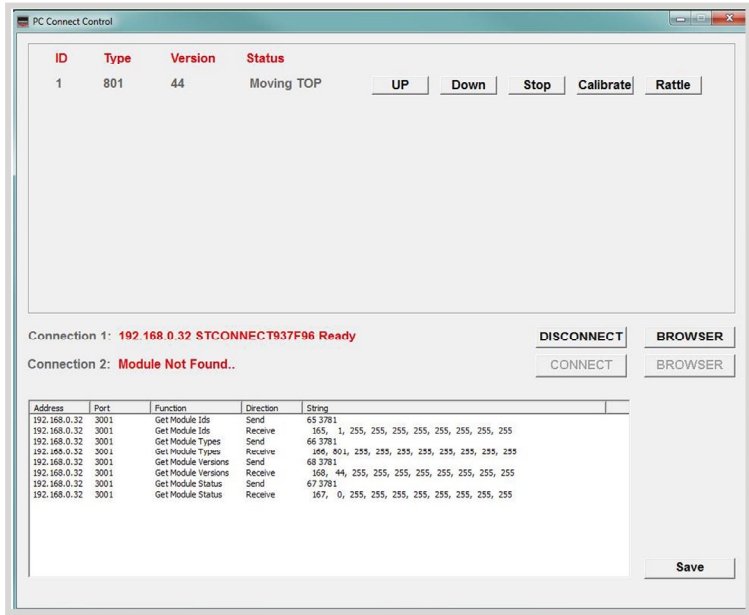 PC Connect Control
ID Type Version Status
1 801 44 Moving TOP UP Down Stop Calibrate Rattle
Connection 1: 192.168.0.32 STCONNECT937F96 Ready DISCONNECT BROWSER
Connection 2: Module Not Found.. CONNECT BROWSER
Address Port Function Direction String
192.168.0.32 3001 Get Module Ids Send 65 3781
192.168.0.32 3001 Get Module Ids Receive 165, 1, 255, 255, 255, 255, 255, 255, 255, 255
192.168.0.32 3001 Get Module Types Send 66 3781
192.168.0.32 3001 Get Module Types Receive 166, 801, 255, 255, 255, 255, 255, 255, 255, 255
192.168.0.32 3001 Get Module Versions Send 68 3781
192.168.0.32 3001 Get Module Versions Receive 168, 44, 255, 255, 255, 255, 255, 255, 255, 255
192.168.0.32 3001 Get Module Status Send 67 3781
192.168.0.32 3001 Get Module Status Receive 167, 0, 255, 255, 255, 255, 255, 255, 255, 255
Save